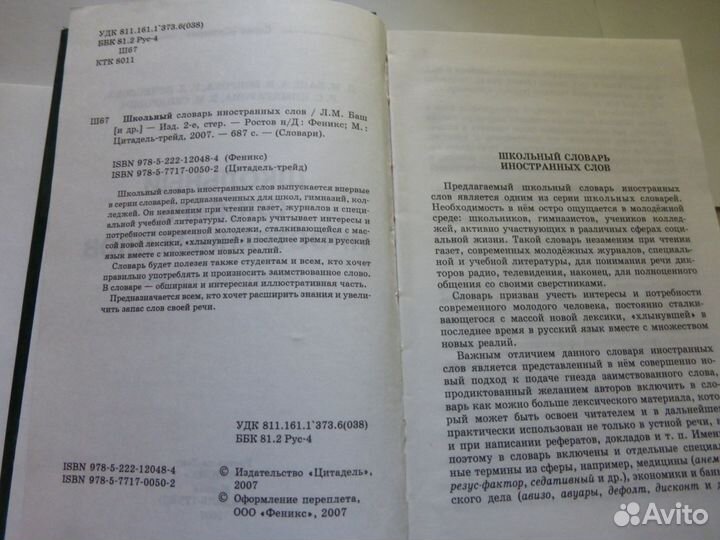 УДК 811.161.1`373.6(038)
ББК 81.2 Рус-4
Ш67
КТК 8011
Ш67 Школьный словарь иностранных слов / Л.М. Баш
[и др.] — Изд. 2-е, стер. — Ростов н/Д : Феникс; М. :
Цитадель-трейд, 2007. — 687 с. — (Словари).
ISBN 978-5-222-12048-4 (Феникс)
ISBN 978-5-7717-0050-2 (Цитадель-трейд)
Школьный словарь иностранных слов выпускается впервые
в серии словарей, предназначенных для школ, гимназий, кол-
леджей. Он незаменим при чтении газет, журналов и специ-
альной учебной литературы. Словарь учитывает интересы и
потребности современной молодежи, сталкивающейся с мас-
сой новой лексики, «хлынувшей» в последнее время в русский
язык вместе с множеством новых реалий.
Словарь будет полезен также студентам и всем, кто хочет
правильно употреблять и произносить заимствованное слово.
В словаре — обширная и интересная иллюстративная часть.
Предназначается всем, кто хочет расширить знания и увели-
чить запас слов своей речи.
УДК 811.161.1`373.6(038)
ББК 81.2 Рус-4
ISBN 978-5-222-12048-4
ISBN 978-5-7717-0050-2
© Издательство «Цитадель»,
2007
© Оформление переплета,
ООО «Феникс», 2007
ШКОЛЬНЫЙ СЛОВАРЬ
ИНОСТРАННЫХ СЛОВ
Предлагаемый школьный словарь иностранных
слов является одним из серии школьных словарей.
Необходимость в нём остро ощущается в молодёжной
среде: школьников, гимназистов, учеников коллед-
жей, активно участвующих в различных сферах соци-
альной жизни. Такой словарь незаменим при чтении
газет, современных молодёжных журналов, специаль-
ной и учебной литературы, для понимания речи дик-
торов радио, телевидения, наконец, для полноценного
общения со своими сверстниками.
Словарь призван учесть интересы и потребности
современного молодого человека, постоянно сталки-
вающегося с массой новой лексики, «хлынувшей» в
последнее время в русский язык вместе с множеством
новых реалий.
Важным отличием данного словаря иностранных
слов является представленный в нём совершенно но-
вый подход к подаче гнезда заимствованного слова,
продиктованный желанием авторов включить в сло-
варь как можно больше лексического материала, кото-
рый может быть освоен читателем и в дальнейшем
практически использован не только в устной речи, н
и при написании рефератов, докладов и т. п. Имен
поэтому в словарь включены и отдельные специал
ные термины из сферы, например, медицины (анем
резус-фактор, седативный и др.), экономики и бан
ского дела (авизо, авуары, дефолт, дисконт и д
Avito